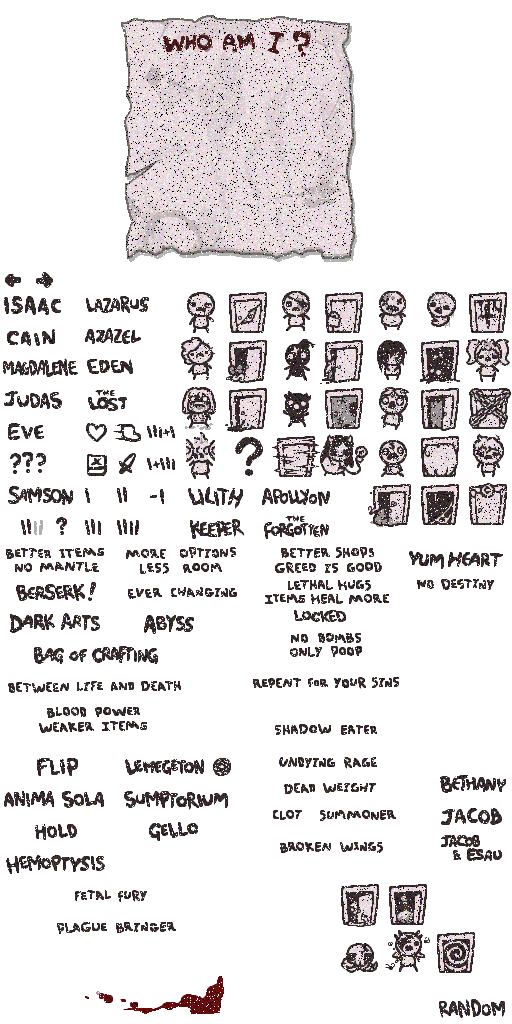 WHO AM I?
ISAAC LAZARUS
CAIN AZAZEL
MAGDALENE EDEN
JUDAS THE LOST
EVE
???
?
SAMSON
LILITH APOLLYON
?
KEEPER THE FORGOTTEN
BETTER ITEMS
NO MANTLE
MORE OPTIONS
LESS ROOM
BETTER SHOPS
GREED IS GOOD
YUM HEART
BERSERK!
EVER CHANGING
LETHAL HUGS
ITEMS HEAL MORE
NO DESTINY
DARK ARTS
ABYSS
LOCKED
NO BOMBS
ONLY POOP
BAG OF CRAFTING
BETWEEN LIFE AND DEATH
REPENT FOR YOUR SINS
BLOOD POWER
WEAKER ITEMS
SHADOW EATER
FLIP
LEMEGETON
UNDYING RAGE
ANIMA SOLA
SUMPTORIUM
DEAD WEIGHT
BETHANY
HOLD
GELLO
CLOT SUMMONER
JACOB
HEMOPTYSIS
BROKEN WINGS
JACOB
& ESAU
FETAL FURY
PLAGUE BRINGER
RANDOM